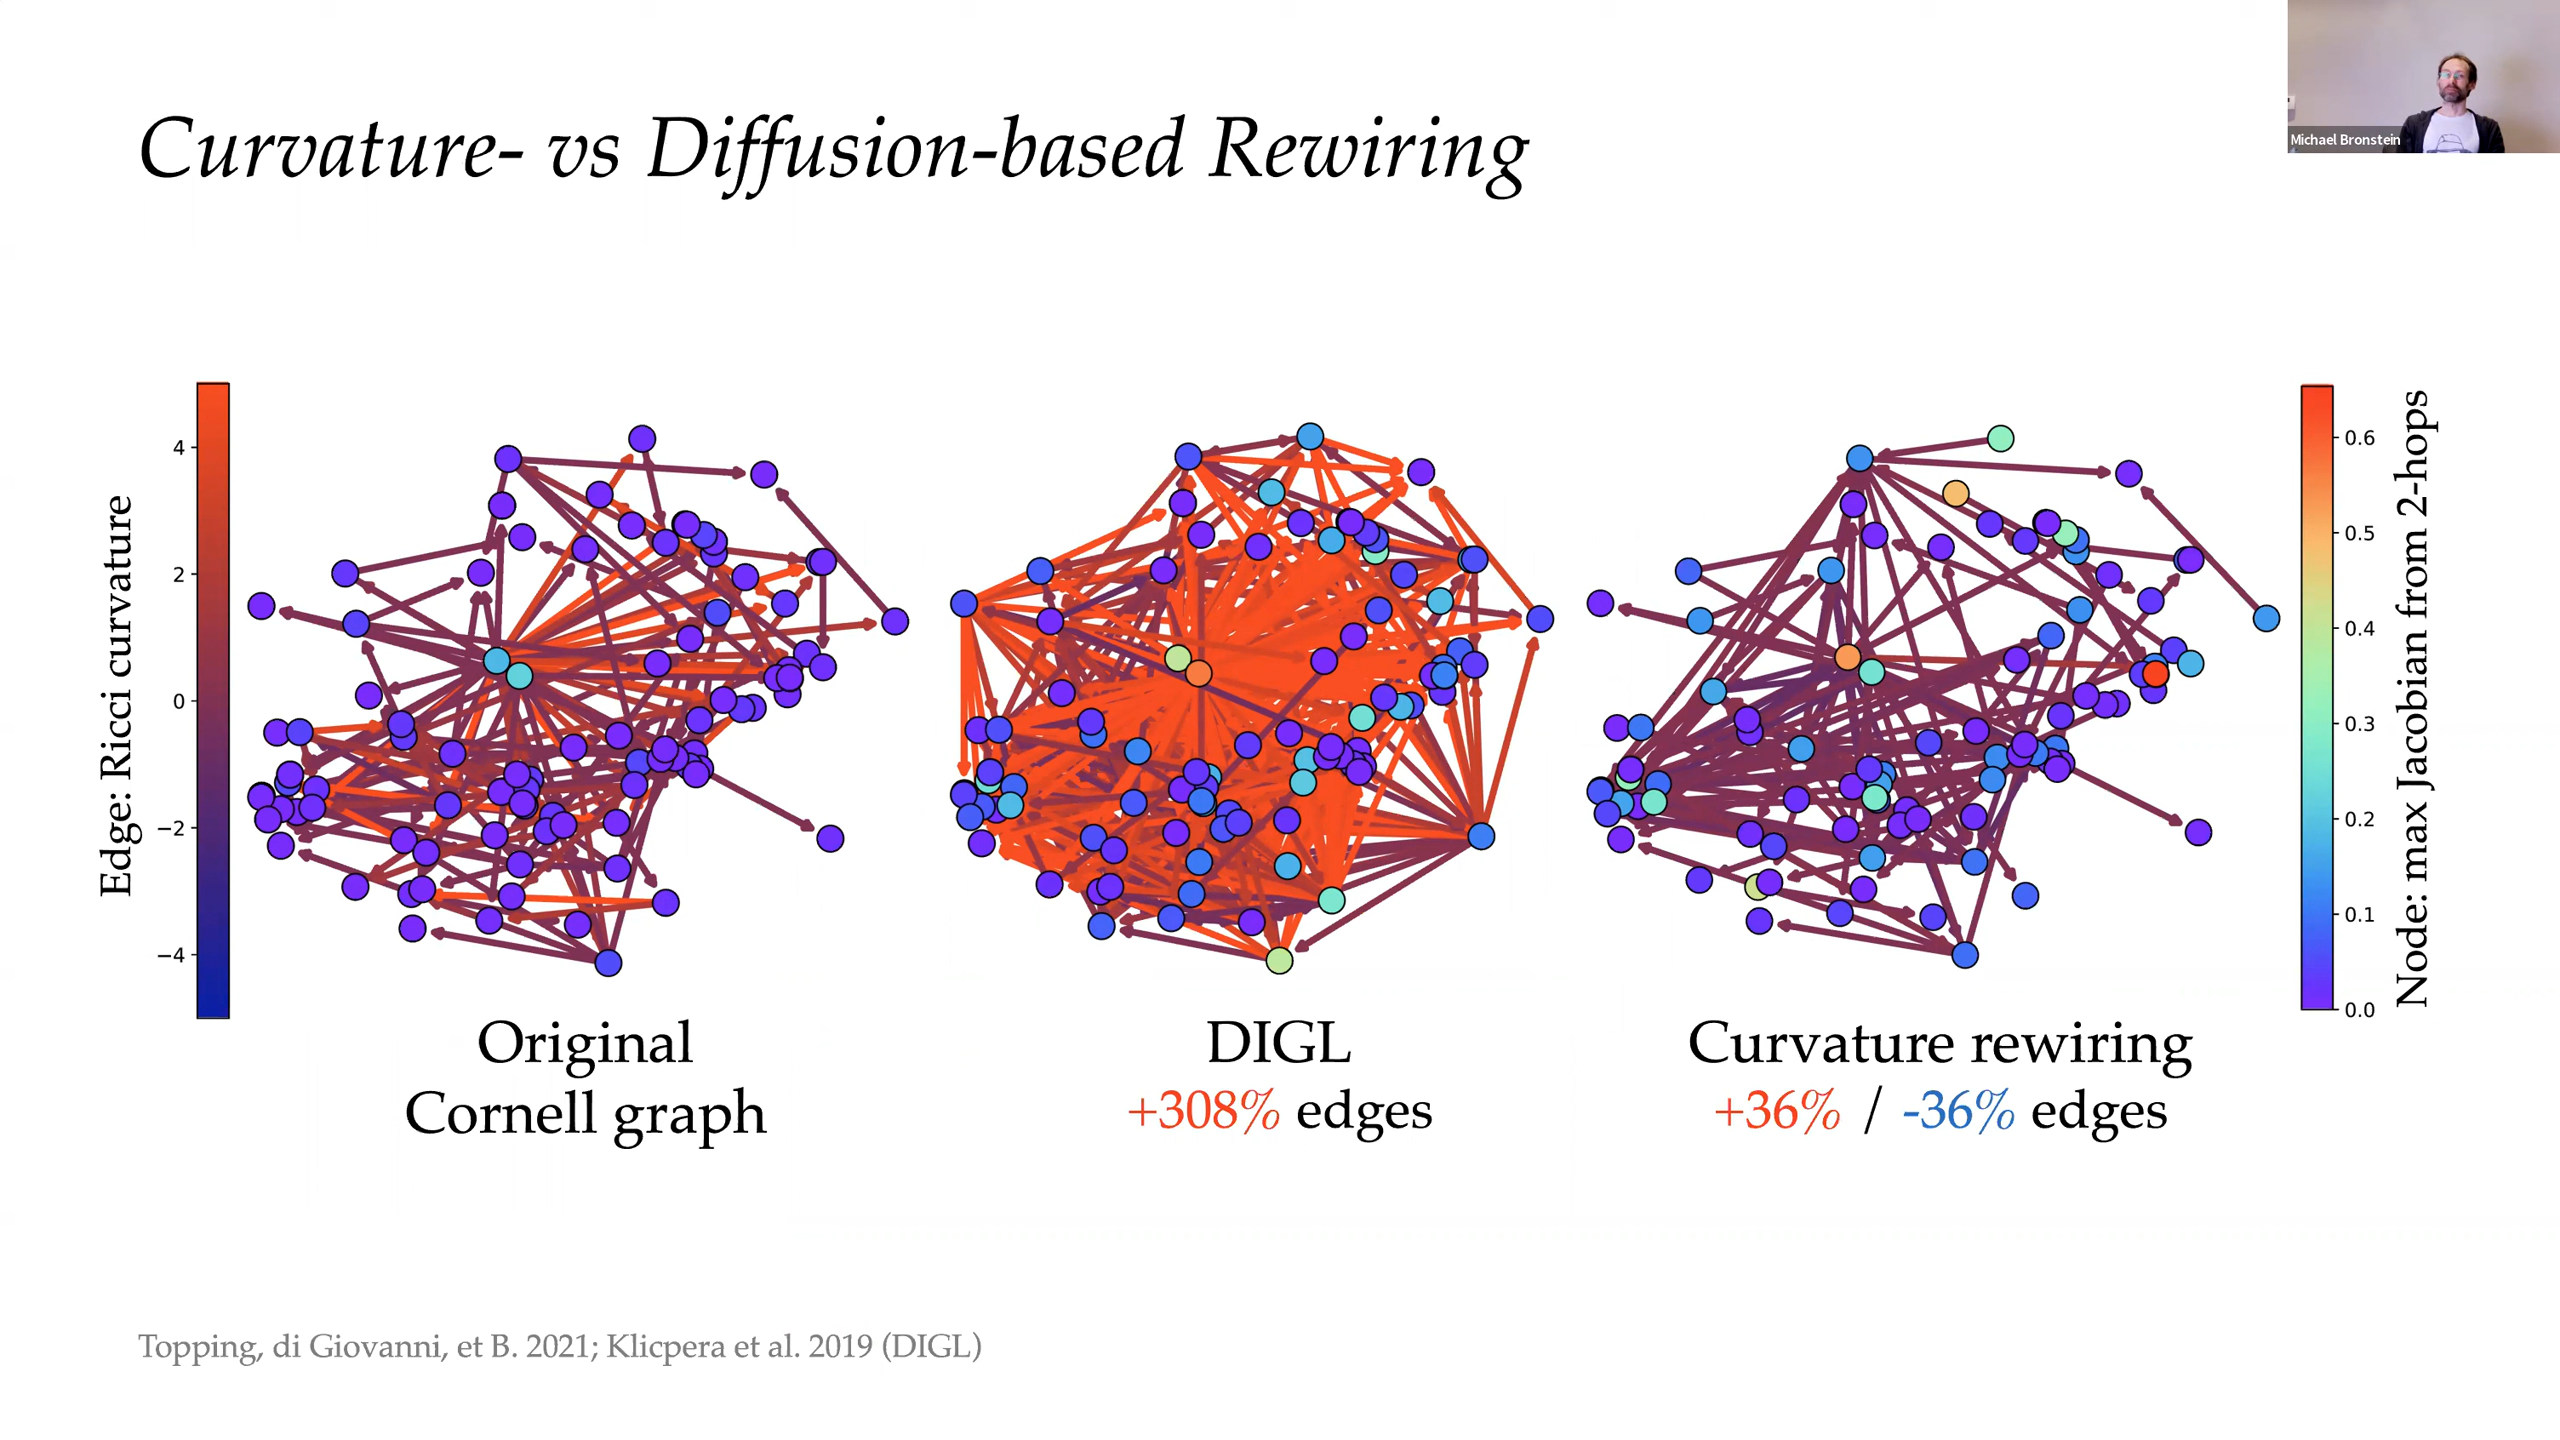 Michael Bronstein
Curvature- vs Diffusion-based Rewiring
Edge: Ricci curvature
4
2
0
−2
−4
0.6
0.5
0.4
0.3
0.2
0.1
0.0
Node: max Jacobian from 2-hops
Original
Cornell graph
DIGL
+308% edges
Curvature rewiring
+36% / -36% edges
Topping, di Giovanni, et B. 2021; Klicpera et al. 2019 (DIGL)